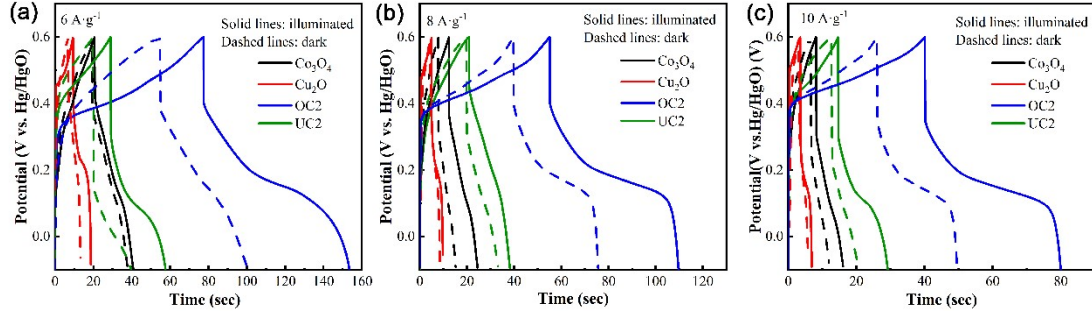 (a)
6 A·g⁻¹
Solid lines: illuminated
Dashed lines: dark
Co₃O₄
Cu₂O
OC2
UC2
Potential (V vs. Hg/HgO)
0.6
0.4
0.2
0.0
0 20 40 60 80 100 120 140 160
Time (sec)
(b)
8 A·g⁻¹
Solid lines: illuminated
Dashed lines: dark
Co₃O₄
Cu₂O
OC2
UC2
Potential (V vs. Hg/HgO)
0.6
0.4
0.2
0.0
0 20 40 60 80 100 120
Time (sec)
(c)
10 A·g⁻¹
Solid lines: illuminated
Dashed lines: dark
Co₃O₄
Cu₂O
OC2
UC2
Potential(V vs.Hg/HgO) (V)
0.6
0.4
0.2
0.0
0 20 40 60 80
Time (sec)